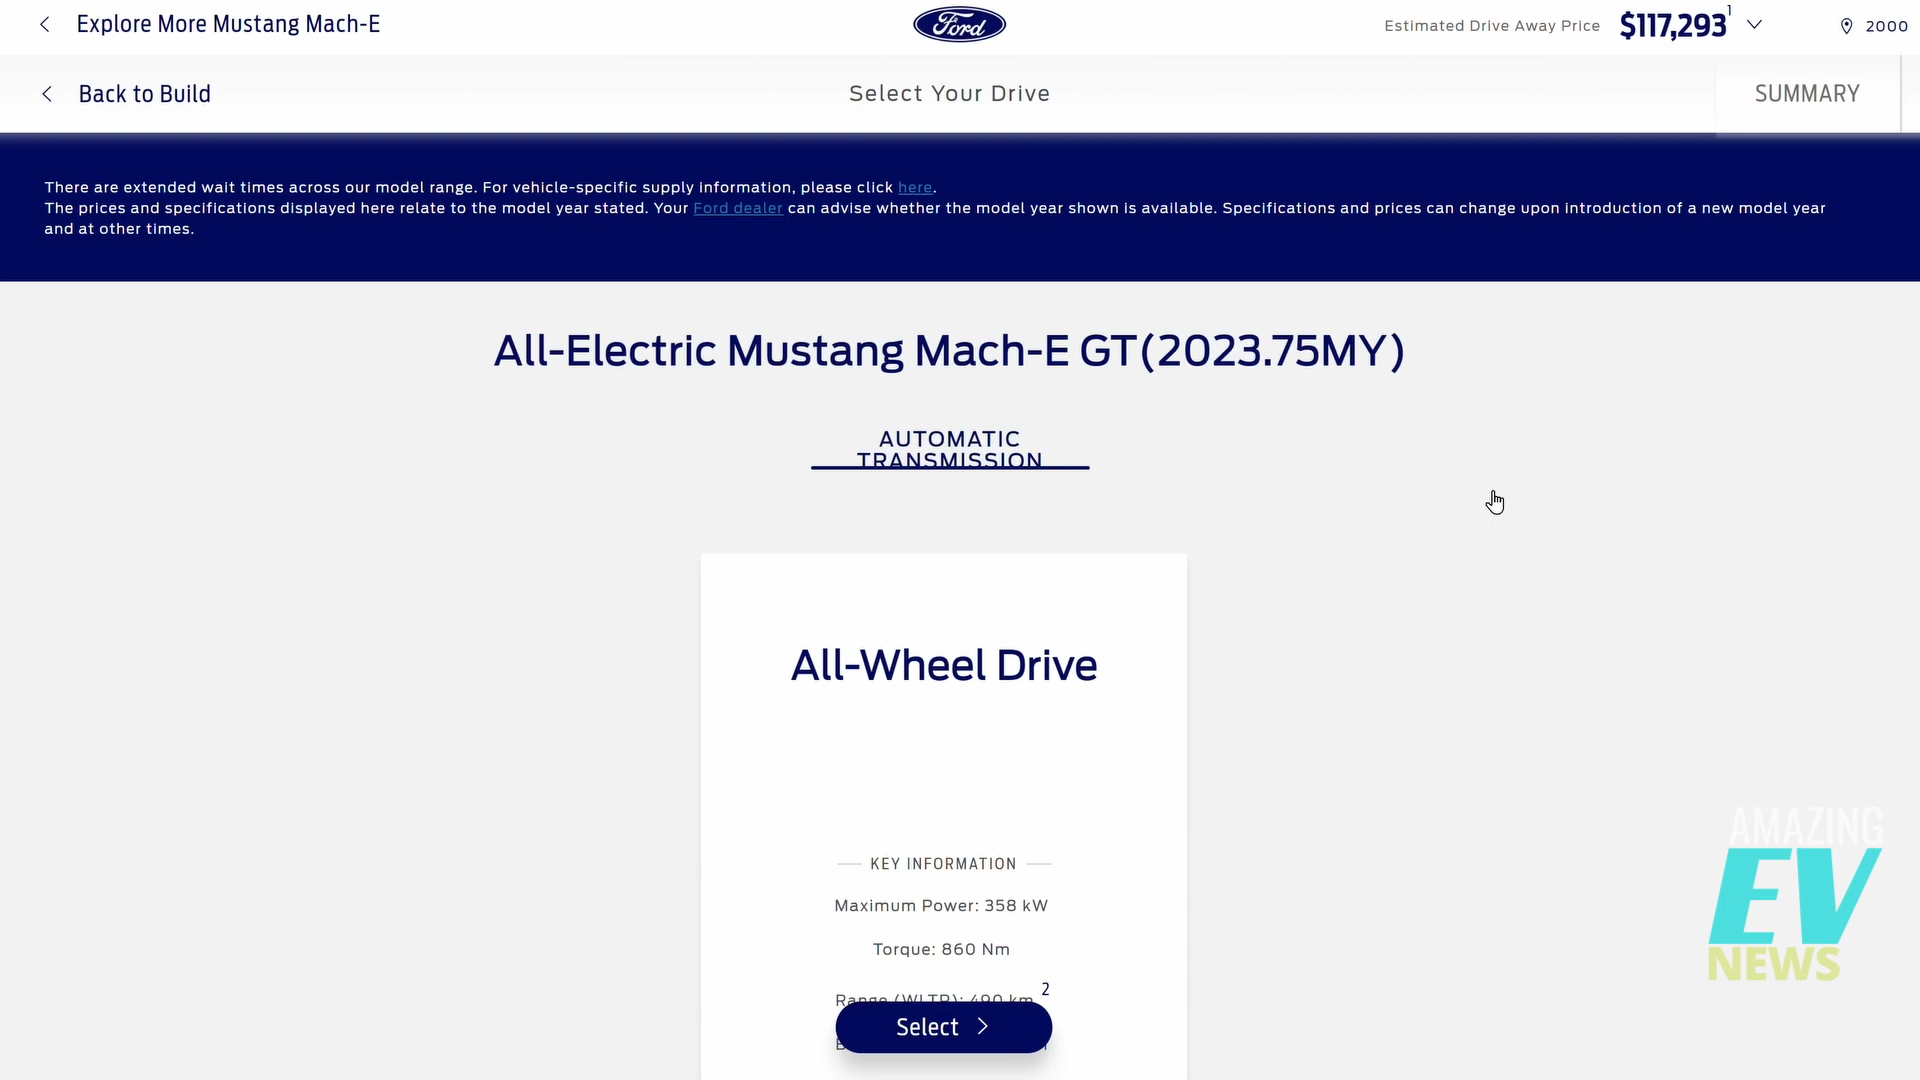 Explore More Mustang Mach-E
Ford
Estimated Drive Away Price $117,293¹
2000
Back to Build
Select Your Drive
SUMMARY
There are extended wait times across our model range. For vehicle-specific supply information, please click here.
The prices and specifications displayed here relate to the model year stated. Your Ford dealer can advise whether the model year shown is available. Specifications and prices can change upon introduction of a new model year
and at other times.
All-Electric Mustang Mach-E GT(2023.75MY)
AUTOMATIC
TRANSMISSION
All-Wheel Drive
KEY INFORMATION
Maximum Power: 358 kW
Torque: 860 Nm
Range (WLTP): 490 km ²
Select
AMAZING
EV
NEWS